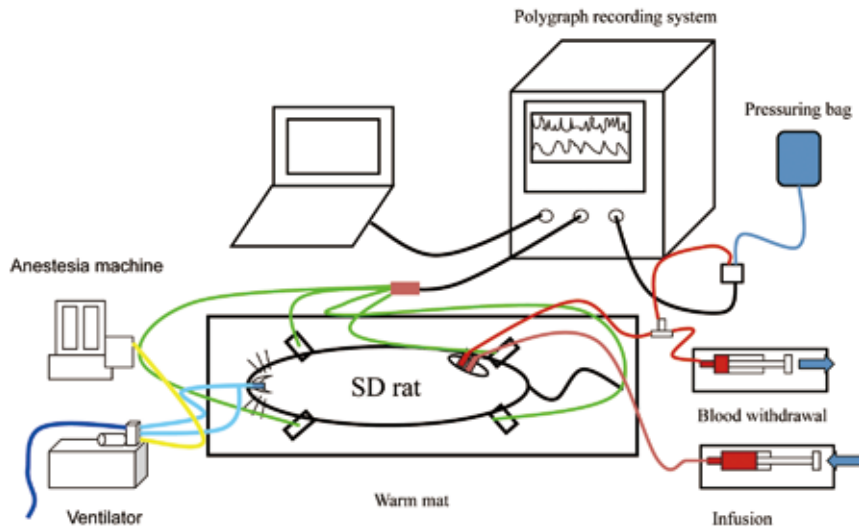 Polygraph recording system
Pressuring bag
Anestesia machine
SD rat
Blood withdrawal
Warm mat
Ventilator
Infusion